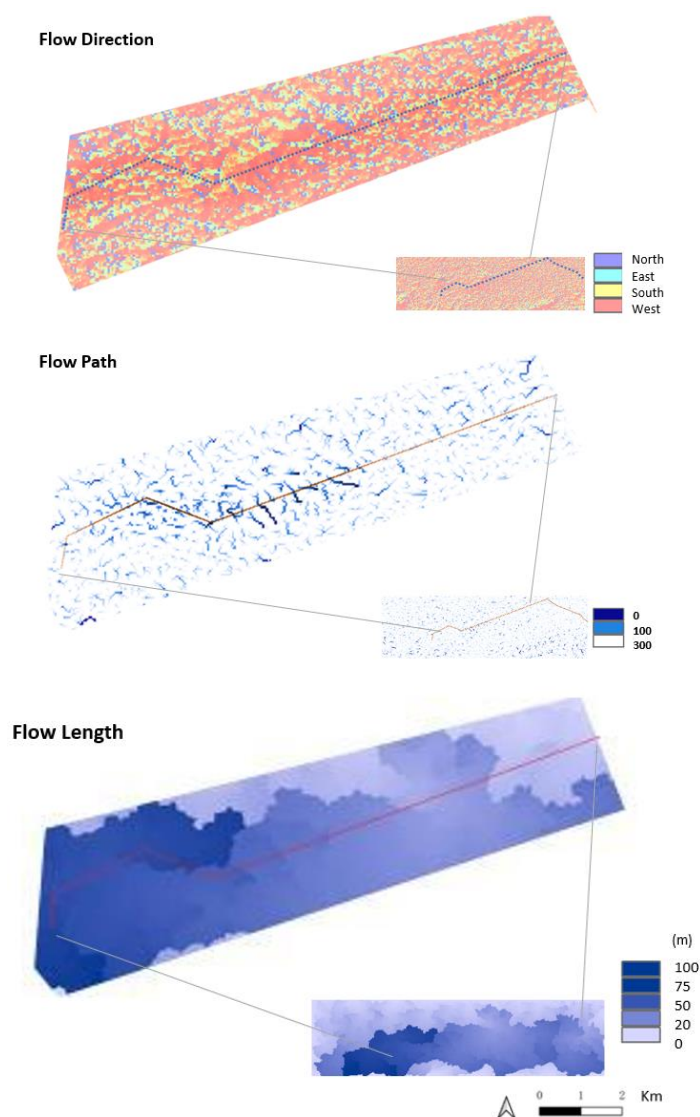 Flow Direction
North
East
South
West
Flow Path
0
100
300
Flow Length
(m)
100
75
50
20
0
0 1 2 Km